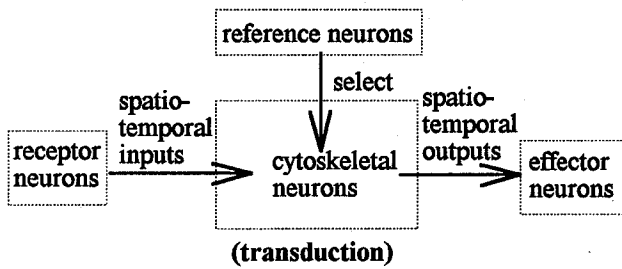 reference neurons
select
spatio-
temporal
inputs
spatio-
temporal
outputs
receptor
neurons
cytoskeletal
neurons
effector
neurons
(transduction)